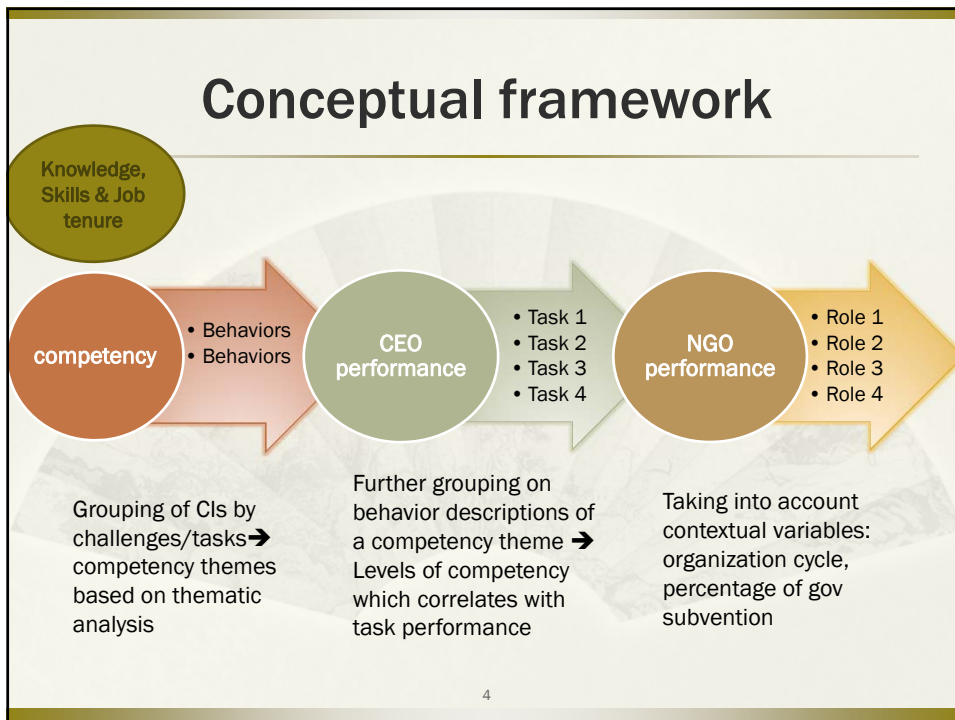 Conceptual framework
Knowledge,
Skills & Job
tenure
competency
• Behaviors
• Behaviors
CEO
performance
• Task 1
• Task 2
• Task 3
• Task 4
NGO
performance
• Role 1
• Role 2
• Role 3
• Role 4
Grouping of CIs by
challenges/tasks➔
competency themes
based on thematic
analysis
Further grouping on
behavior descriptions of
a competency theme ➔
Levels of competency
which correlates with
task performance
Taking into account
contextual variables:
organization cycle,
percentage of gov
subvention
4